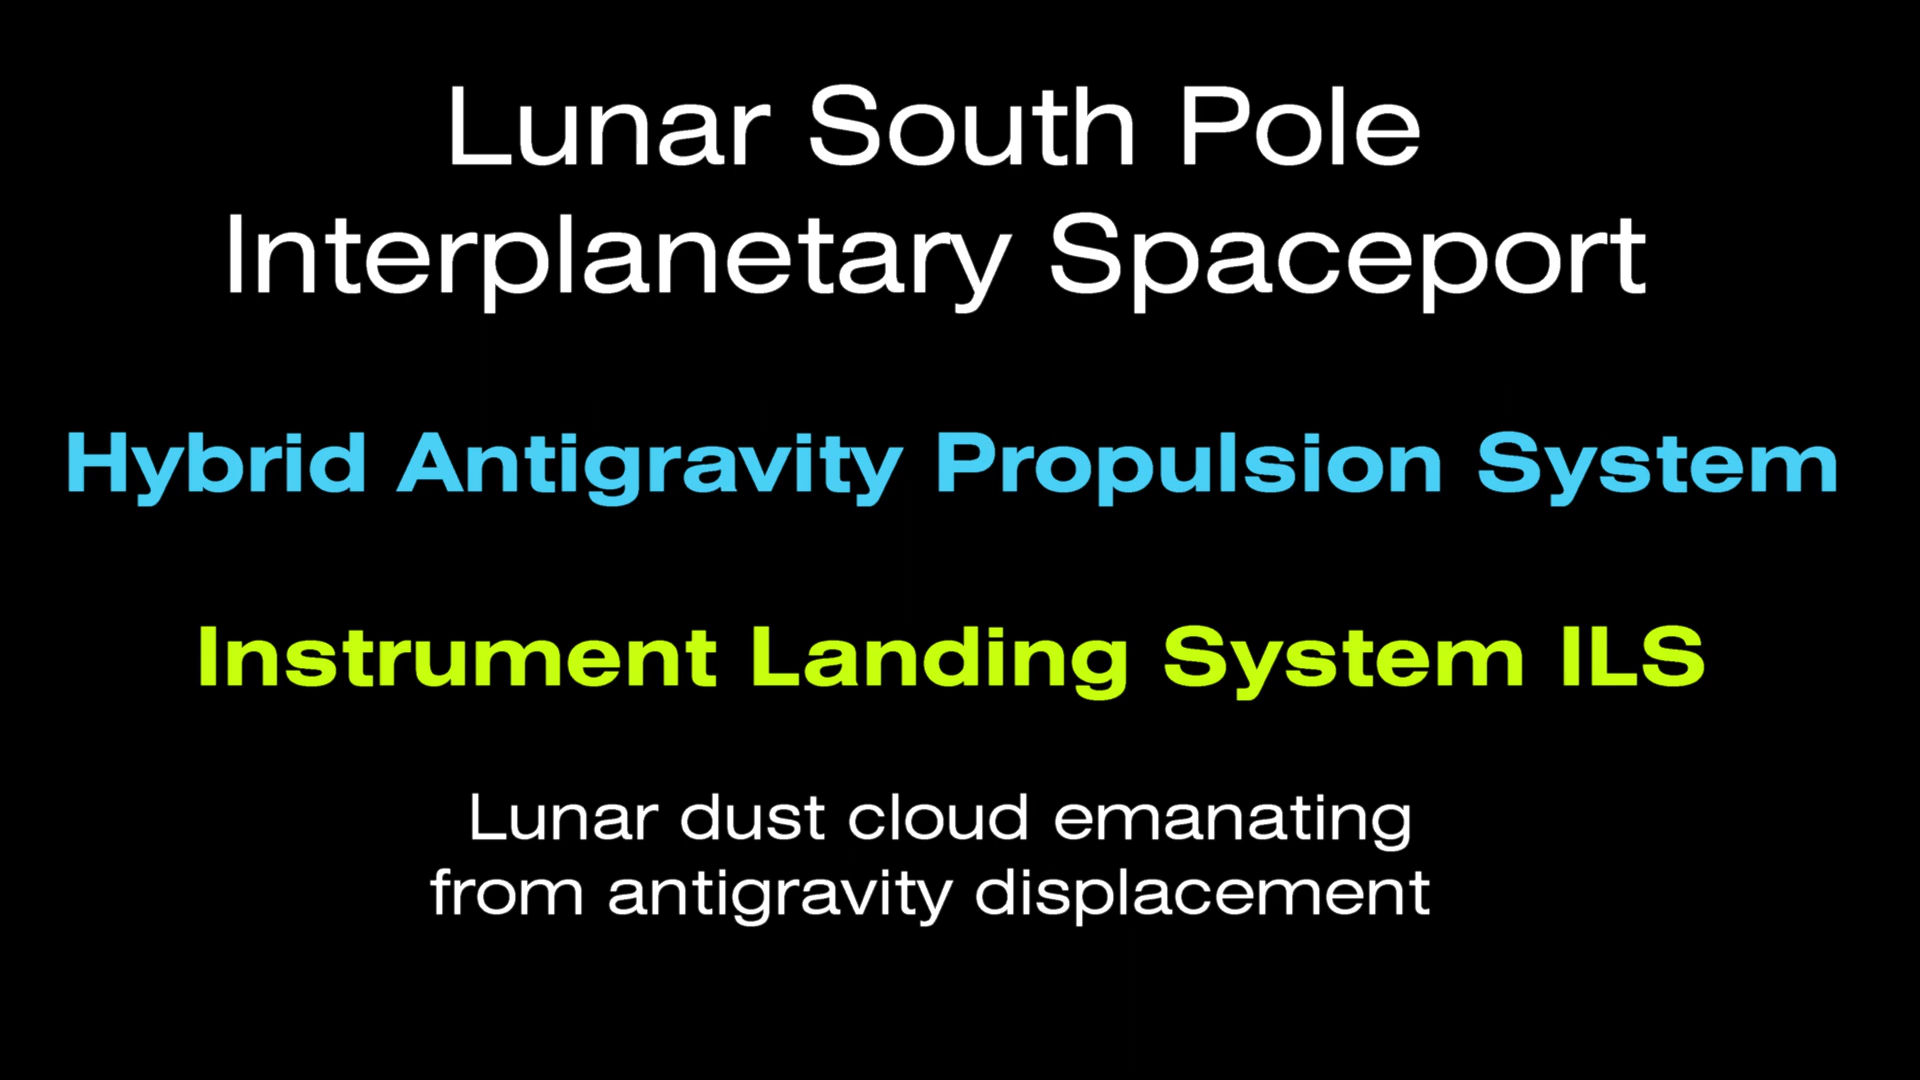 Lunar South Pole
Interplanetary Spaceport
Hybrid Antigravity Propulsion System
Instrument Landing System ILS
Lunar dust cloud emanating
from antigravity displacement